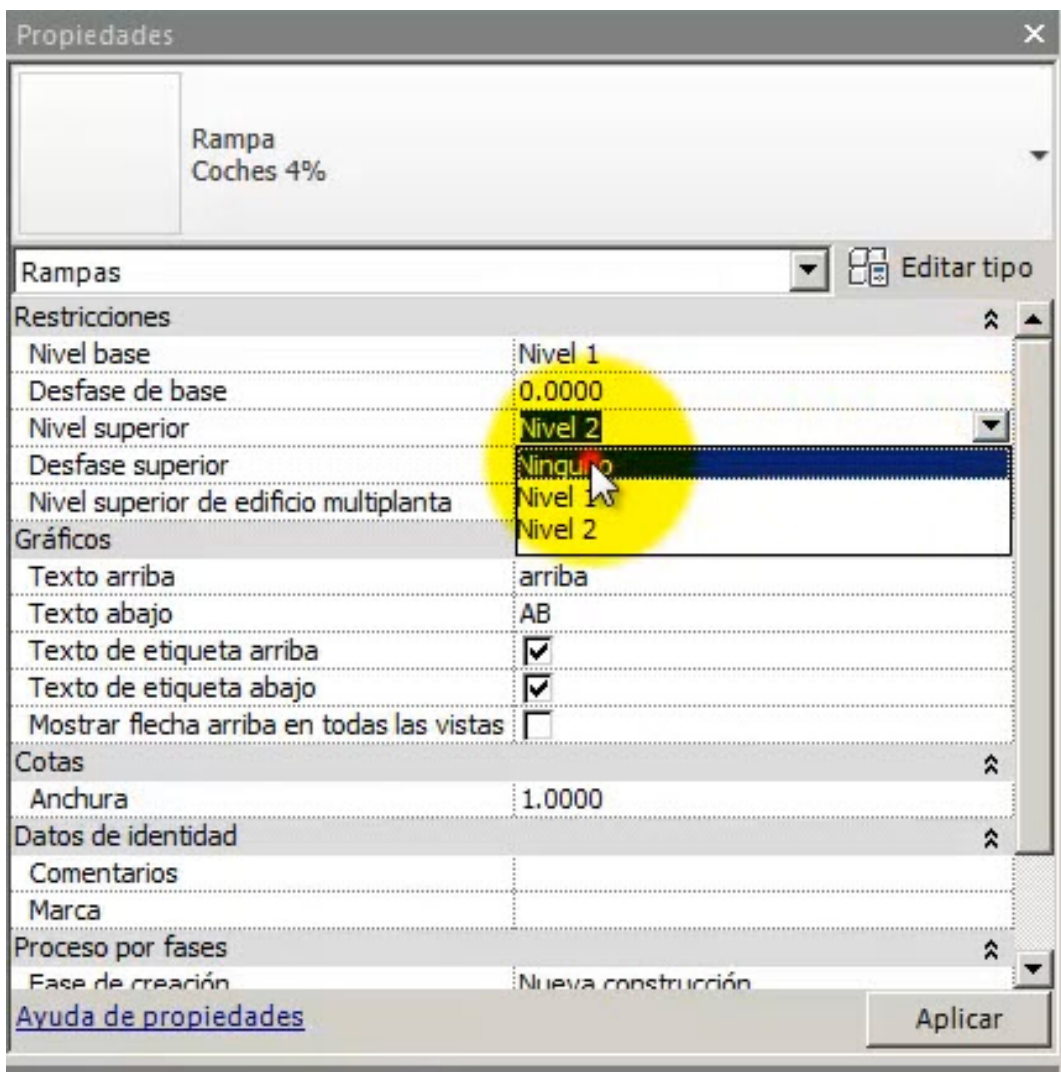 Propiedades
Rampa
Coches 4%
Rampas
Editar tipo
Restricciones
Nivel base Nivel 1
Desfase de base 0.0000
Nivel superior Nivel 2
Desfase superior Ninguno
Nivel superior de edificio multiplanta Nivel 1
Gráficos Nivel 2
Texto arriba arriba
Texto abajo AB
Texto de etiqueta arriba
Texto de etiqueta abajo
Mostrar flecha arriba en todas las vistas
Cotas
Anchura 1.0000
Datos de identidad
Comentarios
Marca
Proceso por fases
Fase de creación Nueva construcción
Ayuda de propiedades Aplicar